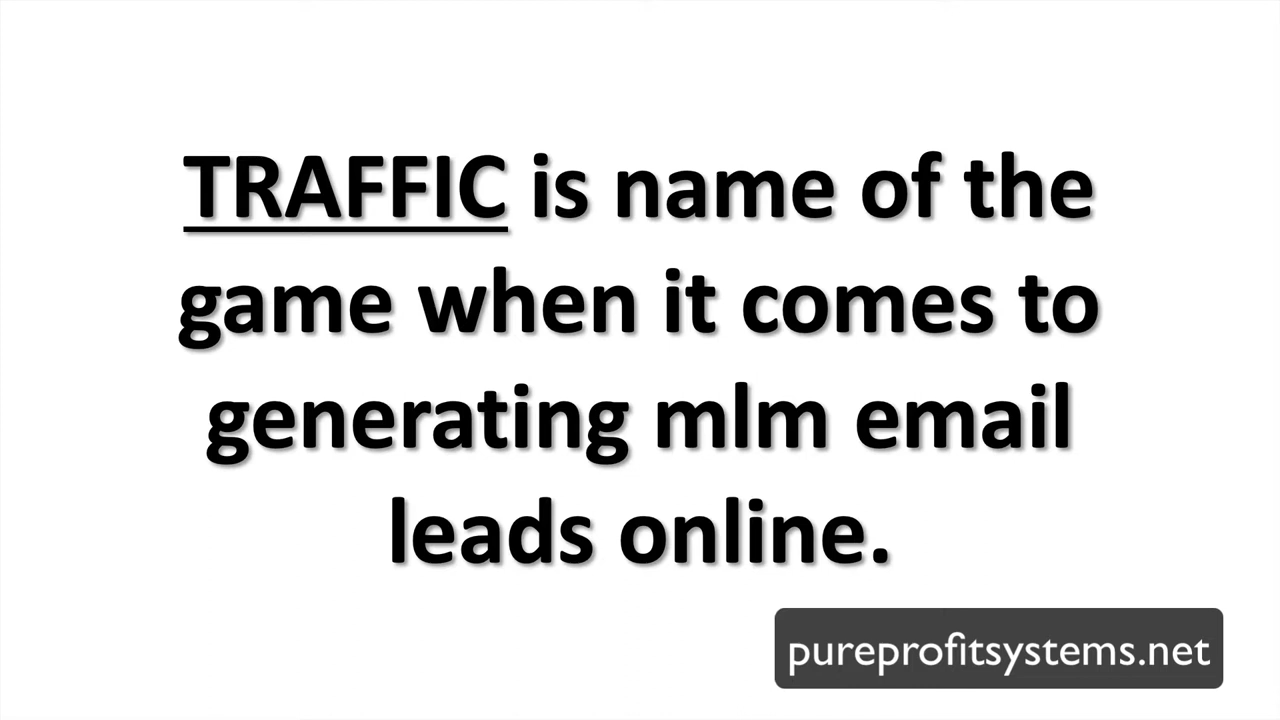 TRAFFIC is name of the
game when it comes to
generating mlm email
leads online.
pureprofitsystems.net